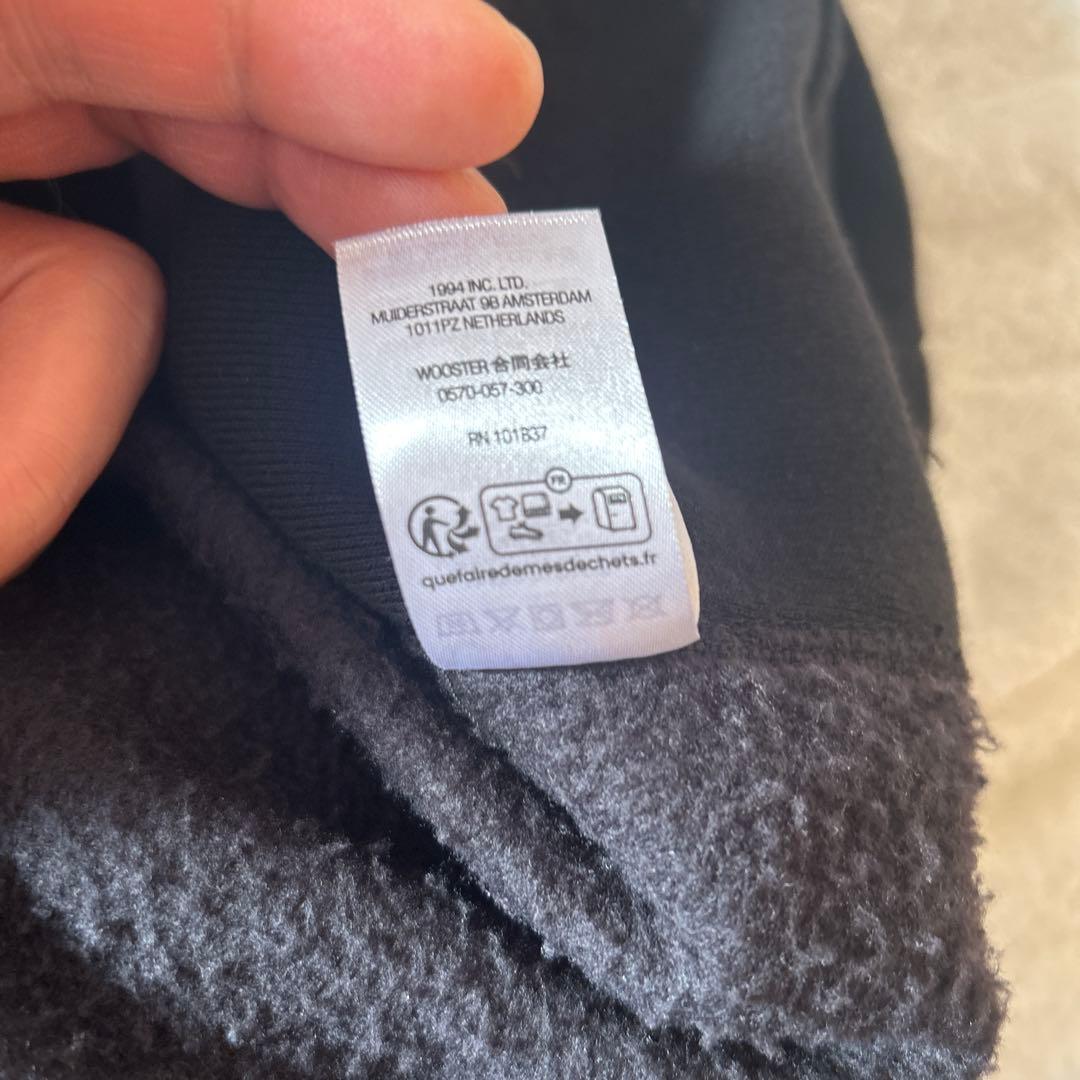 1994 INC. LTD.
MUIDERSTRAAT 9B AMSTERDAM
1011PZ NETHERLANDS
WOOSTER 合同会社
0570-057-300
RN 101837
FR
quefairedemesdechets.fr